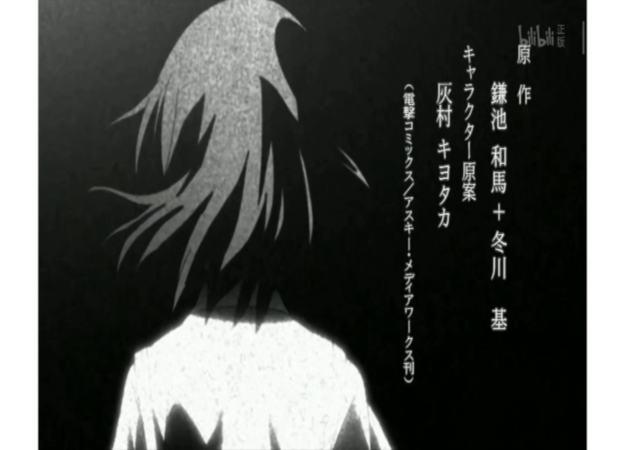 原作
鎌池 和馬 + 冬川 基
キャラクター原案
灰村 キヨタカ
(電撃コミックス/アスキー・メディアワークス刊)
bilibili 正版